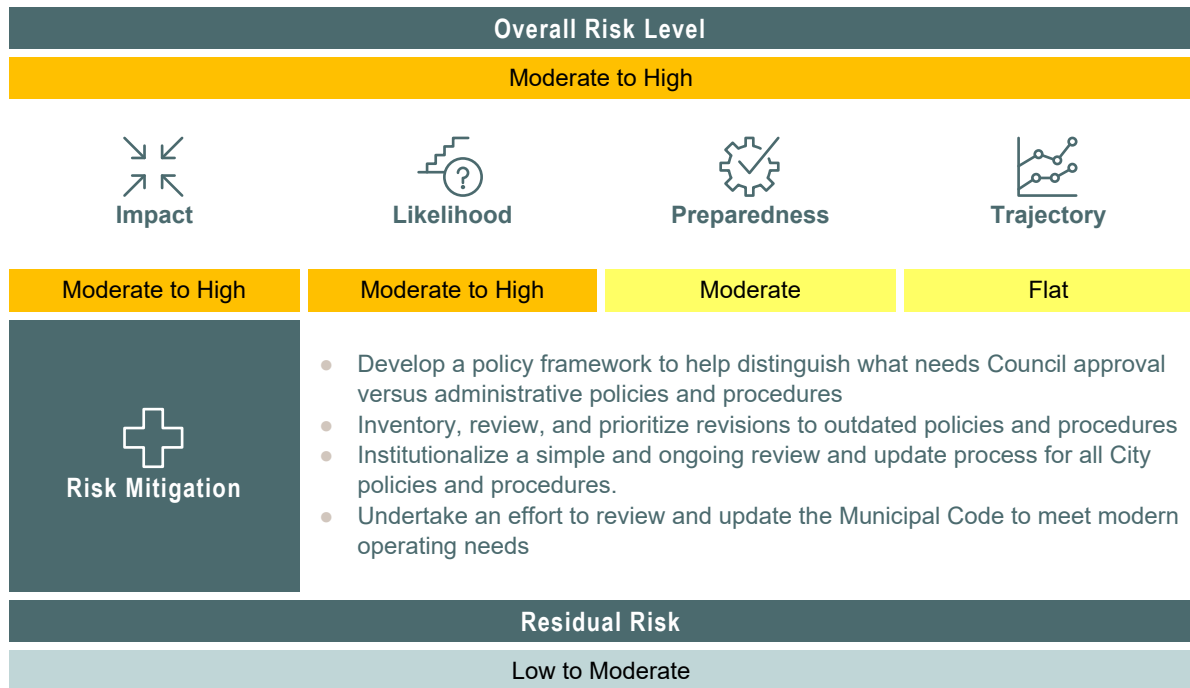 Overall Risk Level
Moderate to High
Impact
Likelihood
Preparedness
Trajectory
Moderate to High
Moderate to High
Moderate
Flat
Risk Mitigation
● Develop a policy framework to help distinguish what needs Council approval
versus administrative policies and procedures
● Inventory, review, and prioritize revisions to outdated policies and procedures
● Institutionalize a simple and ongoing review and update process for all City
policies and procedures.
● Undertake an effort to review and update the Municipal Code to meet modern
operating needs
Residual Risk
Low to Moderate